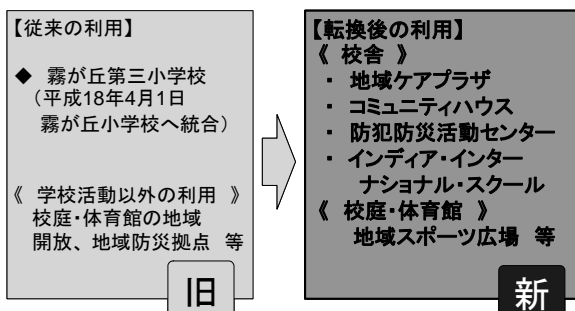 【従来の利用】
◆ 霧が丘第三小学校
(平成18年4月1日
霧が丘小学校へ統合)
《 学校活動以外の利用 》
校庭・体育館の地域
開放、地域防災拠点 等
旧
【転換後の利用】
《 校舎 》
・ 地域ケアプラザ
・ コミュニティハウス
・ 防犯防災活動センター
・ インディア・インター
ナショナル・スクール
《 校庭・体育館 》
地域スポーツ広場 等
新